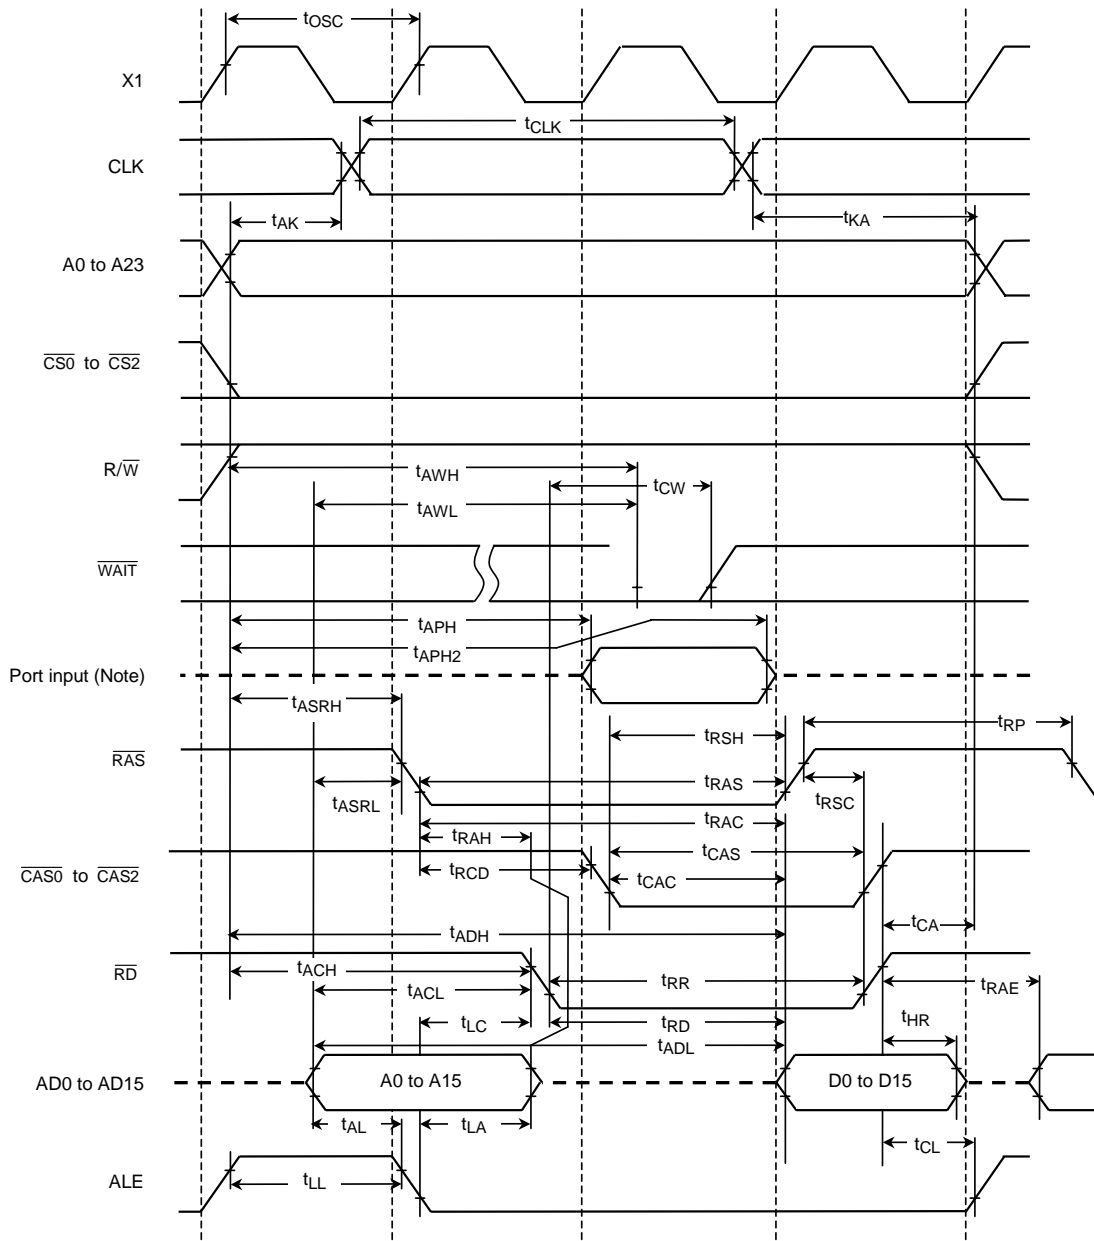 tOSC
X1
tCLK
CLK
tAK
tKA
A0 to A23
CS0 to CS2
R/W
tAWH
tCW
tAWL
WAIT
tAPH
tAPH2
Port input (Note)
tASRH
tRSH
tRP
RAS
tRAS
tASRL
tRSC
tRAC
tRAH
tCAS
CAS0 to CAS2
tRCD
tCAC
tADH
tCA
RD
tACH
tRR
tACL
tRAE
tLC
tRD
tHR
tADL
AD0 to AD15
A0 to A15
D0 to D15
tAL
tLA
tCL
ALE
tLL